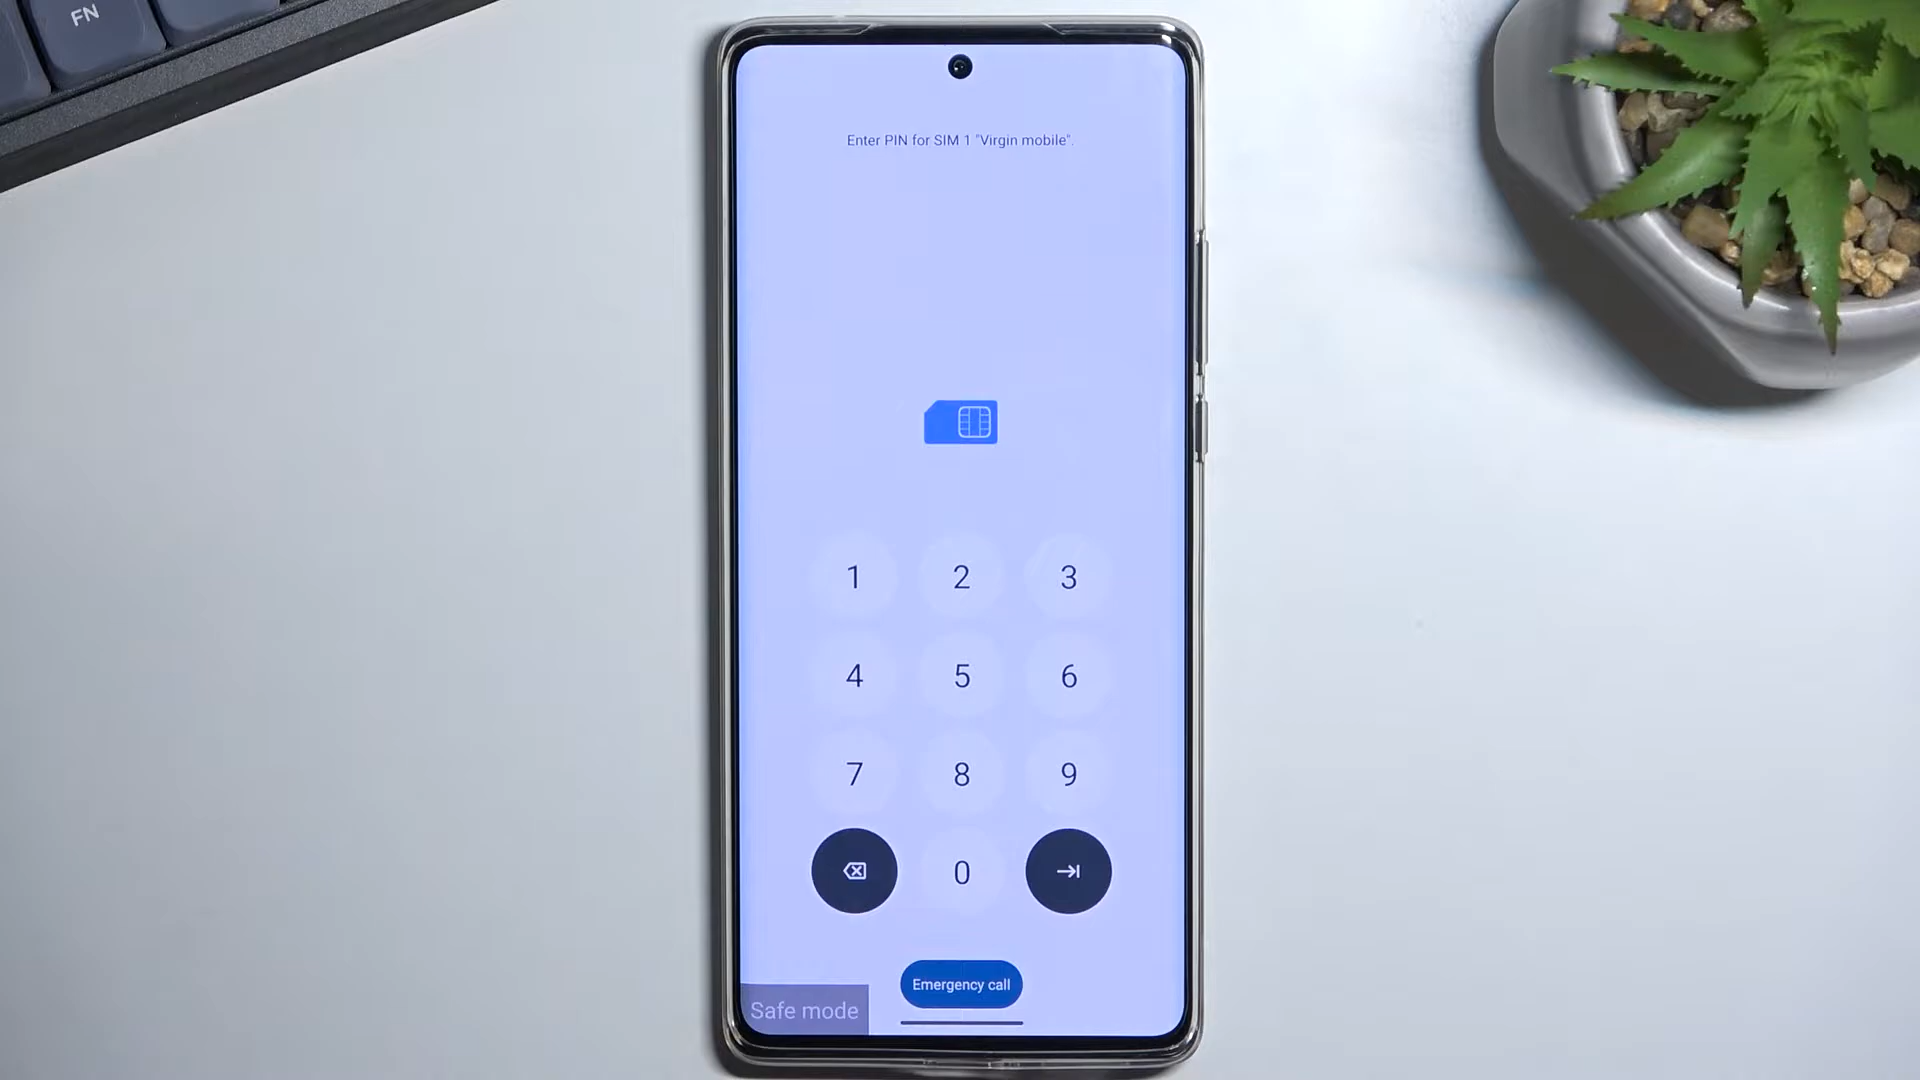 FN
Enter PIN for SIM 1 "Virgin mobile".
1 2 3
4 5 6
7 8 9
0
Emergency call
Safe mode